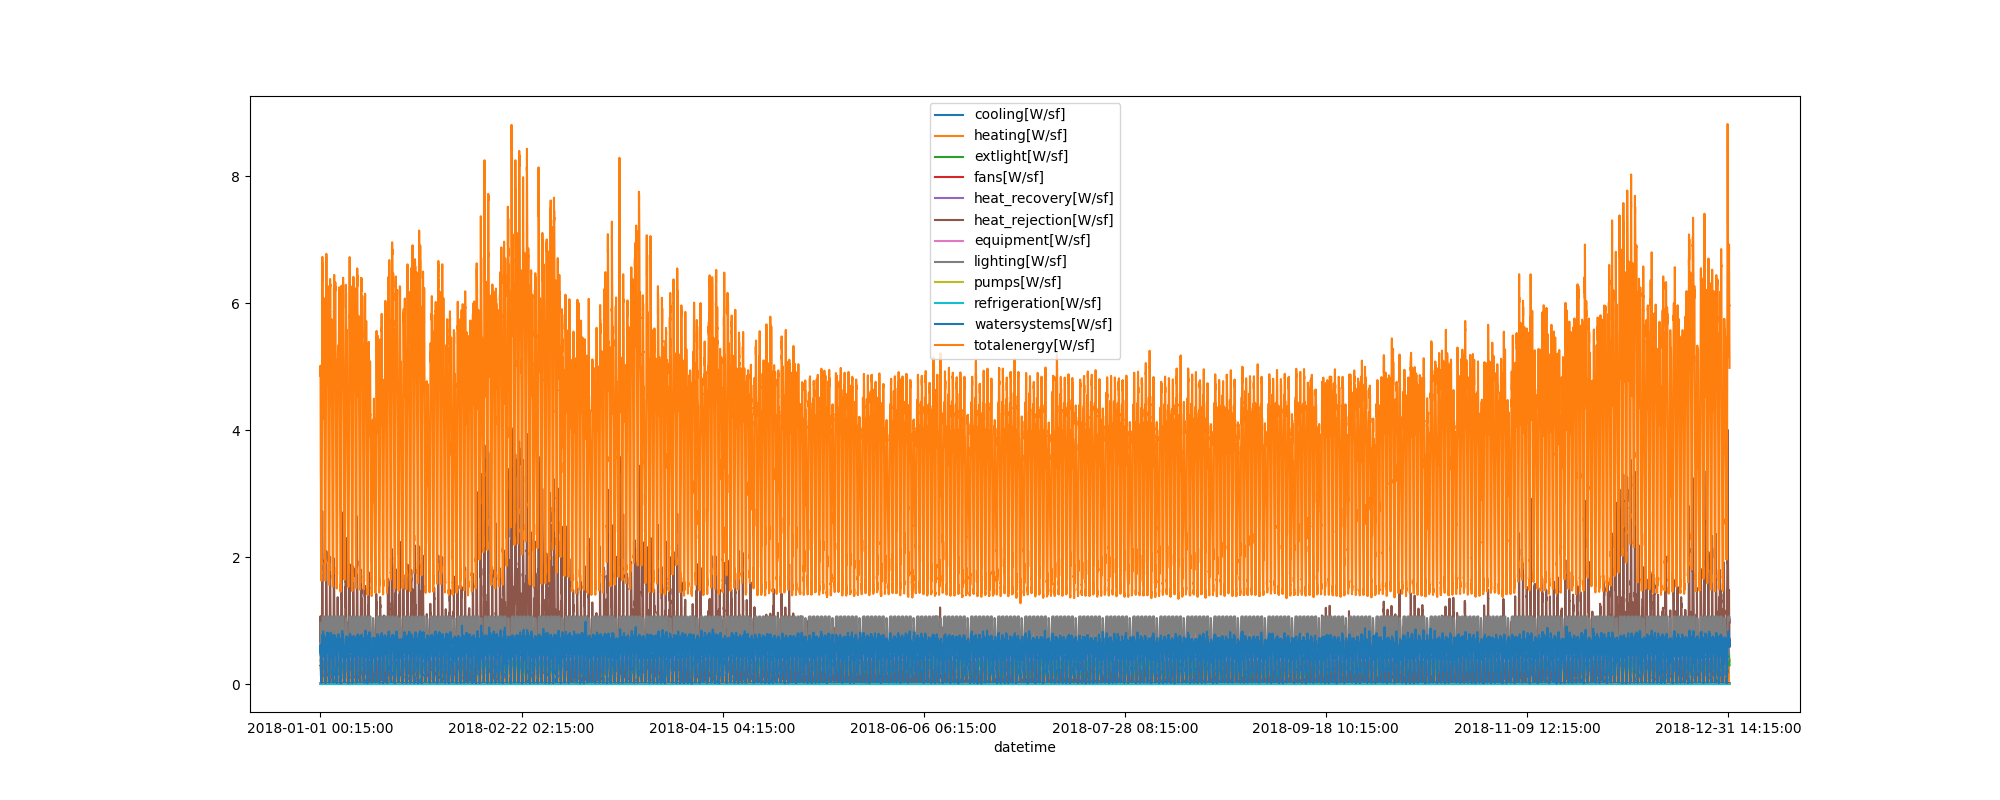 cooling[W/sf]
heating[W/sf]
extlight[W/sf]
fans[W/sf]
heat_recovery[W/sf]
heat_rejection[W/sf]
equipment[W/sf]
lighting[W/sf]
pumps[W/sf]
refrigeration[W/sf]
watersystems[W/sf]
totalenergy[W/sf]
8
6
4
2
0
2018-01-01 00:15:00 2018-02-22 02:15:00 2018-04-15 04:15:00 2018-06-06 06:15:00 2018-07-28 08:15:00 2018-09-18 10:15:00 2018-11-09 12:15:00 2018-12-31 14:15:00
datetime